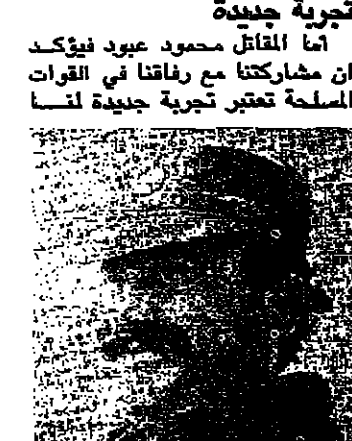 تجربة جديدة
أما المقاتل محمود عبود فيؤكد
ان مشاركتنا مع رفاقنا في القوات
المسلحة تعتبر تجربة جديدة لنا